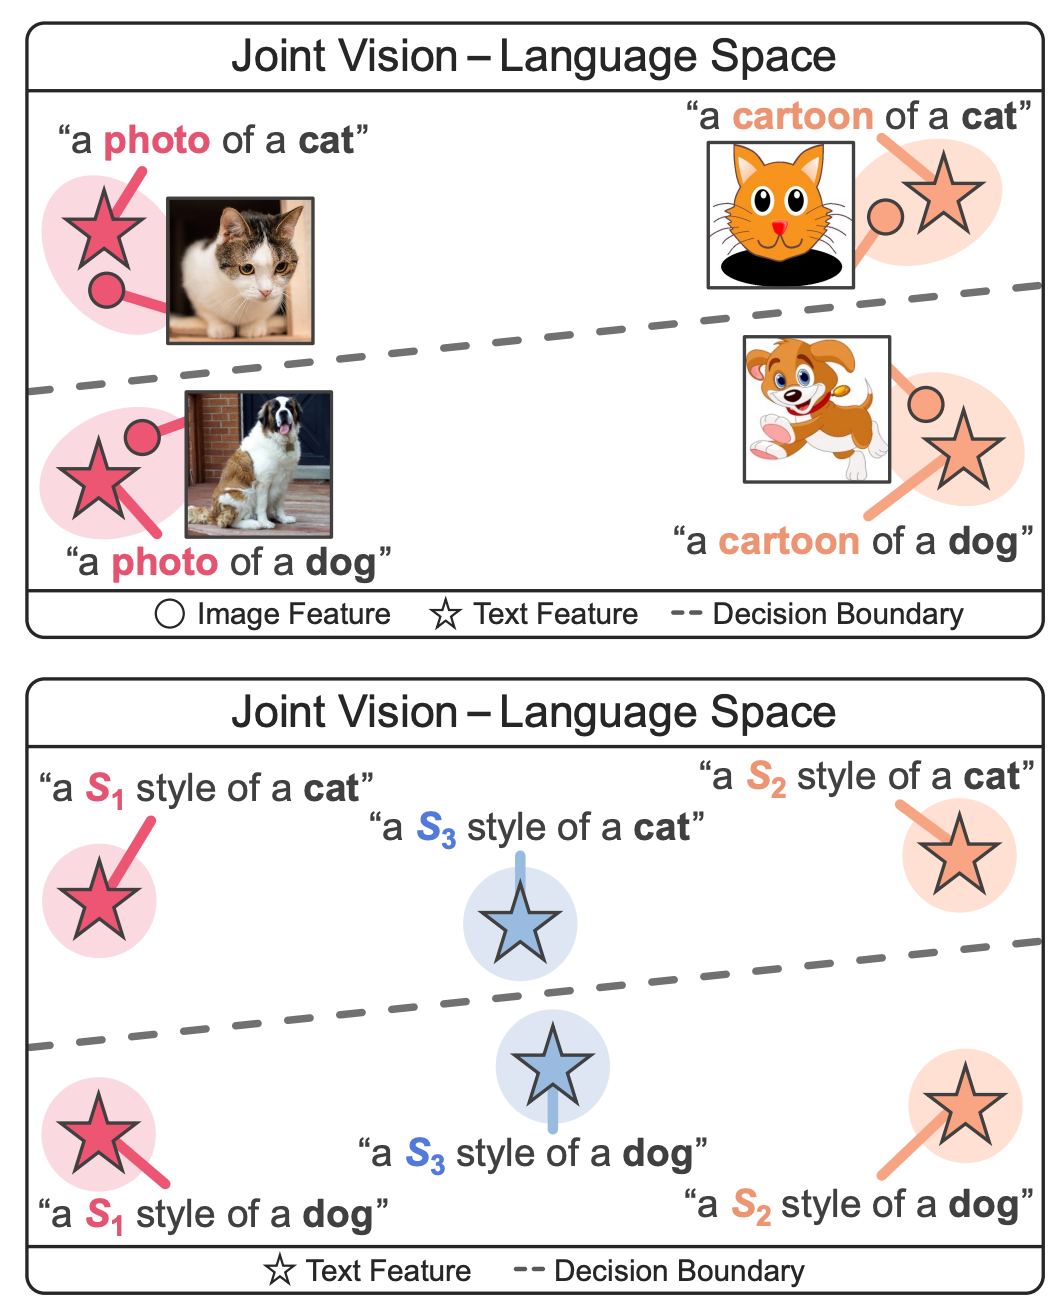 Joint Vision – Language Space
“a photo of a cat”
“a cartoon of a cat”
“a photo of a dog”
“a cartoon of a dog”
Image Feature
Text Feature
Decision Boundary
Joint Vision – Language Space
“a S1 style of a cat”
“a S2 style of a cat”
“a S3 style of a cat”
“a S3 style of a dog”
“a S1 style of a dog”
“a S2 style of a dog”
Text Feature
Decision Boundary